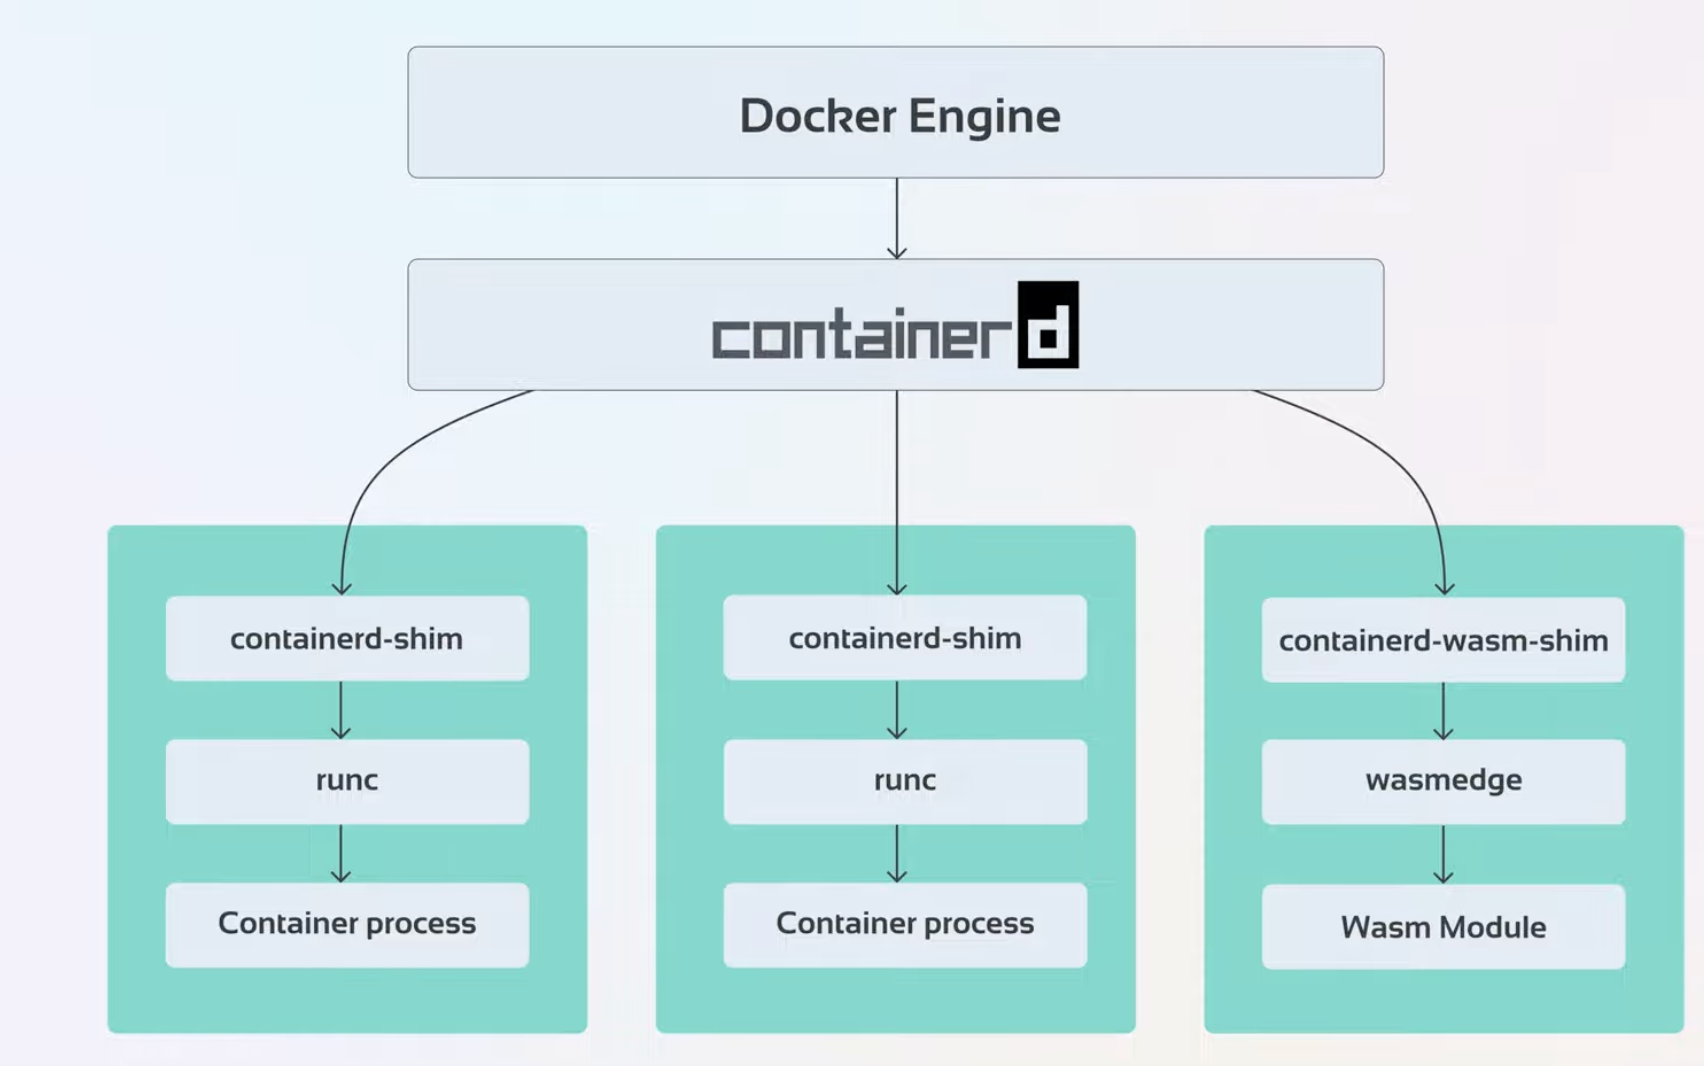 Docker Engine
containerd
containerd-shim
runc
Container process
containerd-shim
runc
Container process
containerd-wasm-shim
wasmedge
Wasm Module